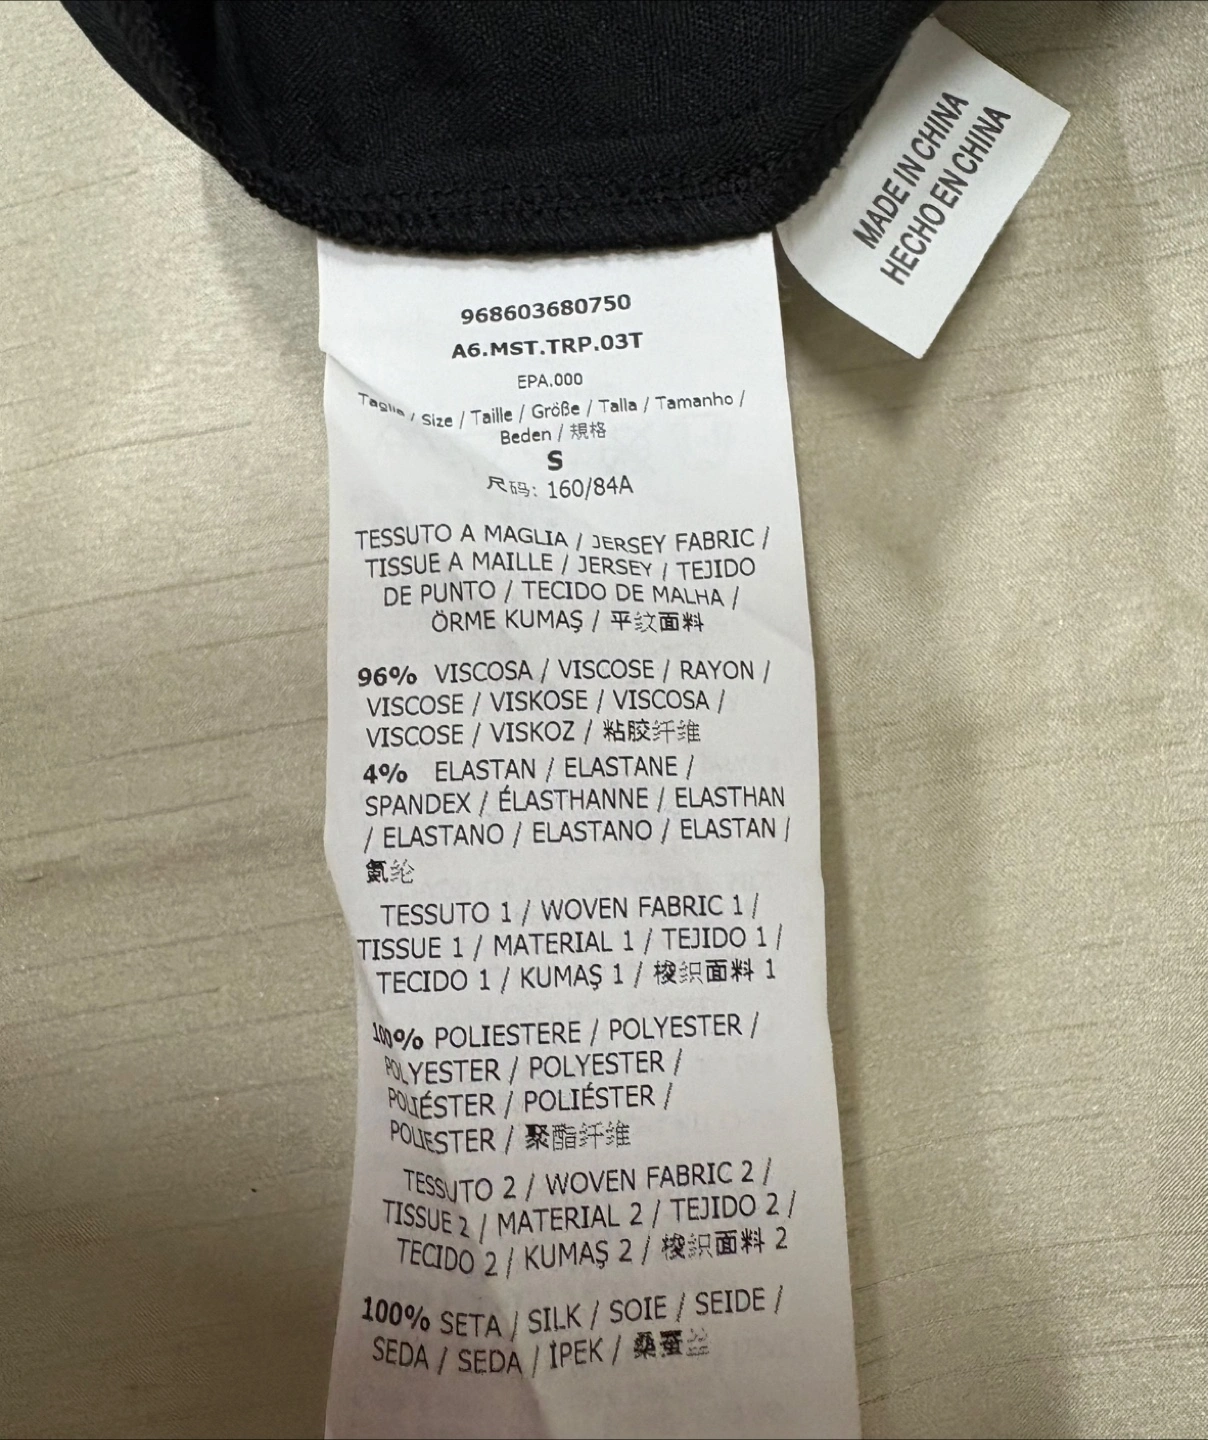 MADE IN CHINA
HECHO EN CHINA
968603680750
A6.MST.TRP.03T
EPA.000
Taglia / Size / Taille / Größe / Talla / Tamanho /
Beden / 規格
S
尺码: 160/84A
TESSUTO A MAGLIA / JERSEY FABRIC /
TISSUE A MAILLE / JERSEY / TEJIDO
DE PUNTO / TECIDO DE MALHA /
ÖRME KUMAŞ / 平纹面料
96% VISCOSA / VISCOSE / RAYON /
VISCOSE / VISKOSE / VISCOSA /
VISCOSE / VISKOZ / 粘胶纤维
4% ELASTAN / ELASTANE /
SPANDEX / ÉLASTHANNE / ELASTHAN
/ ELASTANO / ELASTANO / ELASTAN /
氨纶
TESSUTO 1 / WOVEN FABRIC 1 /
TISSUE 1 / MATERIAL 1 / TEJIDO 1 /
TECIDO 1 / KUMAŞ 1 / 梭织面料 1
100% POLIESTERE / POLYESTER /
POLYESTER / POLYESTER /
POLIÉSTER / POLIÉSTER /
POLIESTER / 聚酯纤维
TESSUTO 2 / WOVEN FABRIC 2 /
TISSUE 2 / MATERIAL 2 / TEJIDO 2 /
TECIDO 2 / KUMAŞ 2 / 梭织面料 2
100% SETA / SILK / SOIE / SEIDE /
SEDA / SEDA / İPEK / 桑蚕丝